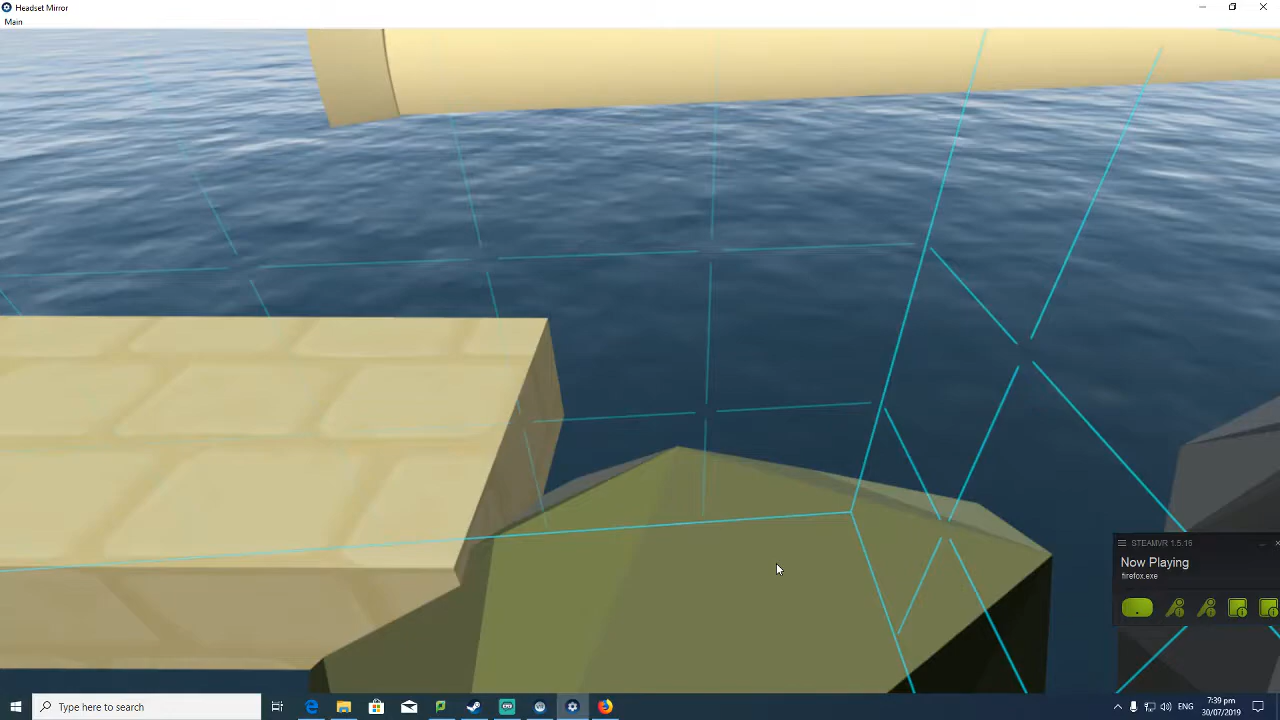 Headset Mirror
Main
STEAMVR 1.5.15
Now Playing
firefox.exe
Type here to search
ENG
7:39 PM
30/07/2019